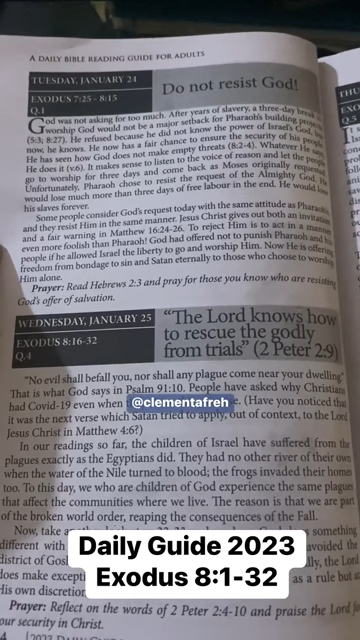 A DAILY BIBLE READING GUIDE FOR ADULTS
TUESDAY, JANUARY 24
EXODUS 7:25 - 8:15
Q.1
Do not resist God!
God was not asking for too much. After years of slavery, a three-day break
worship God would not be a major setback for Pharaoh's building
(5:3; 8:27). He refused because he did not know the power of Israel's God,
now, he knows. He now has a fair chance to ensure the security of his people.
He has seen how God does not make empty threats (8:2-4). Whatever He
He does it (v.6). It makes sense to listen to the voice of reason and let the people
go to worship for three days and come back as Moses originally requested.
Unfortunately, Pharaoh chose to resist the request of the Almighty God. He
would lose much more than three days of free labour in the end. He would lose
his slaves forever.
Some people consider God's request today with the same attitude as Pharaoh
and they resist Him in the same manner. Jesus Christ gives out both an invitation
and a fair warning in Matthew 16:24-26. To reject Him is to act in a manner
even more foolish than Pharaoh! God had offered not to punish Pharaoh and his
people if he allowed Israel the liberty to go and worship Him. Now He is offering
freedom from bondage to sin and Satan eternally to those who choose to worship
Him alone.
Prayer: Read Hebrews 2:3 and pray for those you know who are resisting
God's offer of salvation.
WEDNESDAY, JANUARY 25
EXODUS 8:16-32
Q.4
"The Lord knows how
to rescue the godly
from trials" (2 Peter 2:9)
"No evil shall befall you, nor shall any plague come near your dwelling"
That is what God says in Psalm 91:10. People have asked why Christians
had Covid-19 even when @clementafreh e. (Have you noticed that
it was the next verse which Satan tried to apply, out of context, to the Lord
Jesus Christ in Matthew 4:6?)
In our readings so far, the children of Israel have suffered from the
plagues exactly as the Egyptians did. They had no other river of their own
when the water of the Nile turned to blood; the frogs invaded their homes
too. To this day, we who are children of God experience the same plagues
that affect the communities where we live. The reason is that we are part
of the broken world order, reaping the consequences of the Fall.
Now, take something
different with avoided the
district of Gos lly, the Lord
does make excepti as a rule but a
His own discretion
Daily Guide 2023
Exodus 8:1-32
Prayer: Reflect on the words of 2 Peter 2:4-10 and praise the Lord for
our security in Christ.